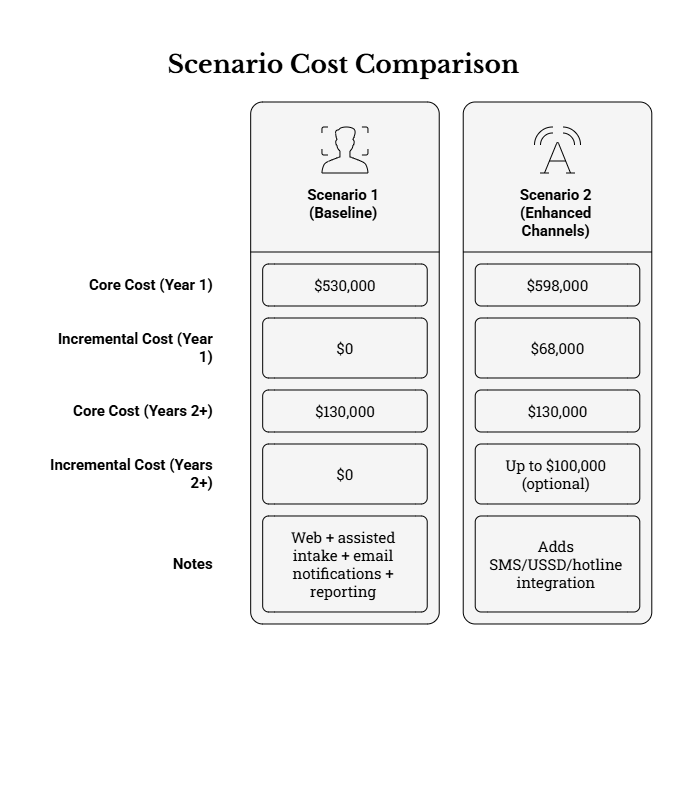 Scenario Cost Comparison
Scenario 1
(Baseline)
Scenario 2
(Enhanced
Channels)
Core Cost (Year 1)
$530,000
$598,000
Incremental Cost (Year
1)
$0
$68,000
Core Cost (Years 2+)
$130,000
$130,000
Incremental Cost (Years
2+)
$0
Up to $100,000
(optional)
Notes
Web + assisted
intake + email
notifications +
reporting
Adds
SMS/USSD/hotline
integration